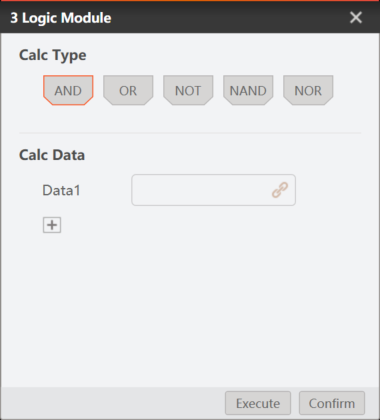 3 Logic Module
Calc Type
AND OR NOT NAND NOR
Calc Data
Data1
Execute Confirm